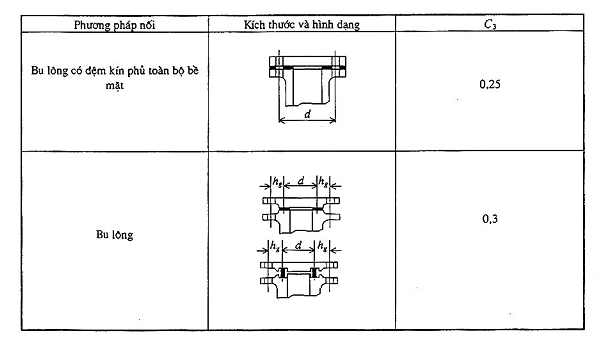 Phương pháp nối
Kích thước và hình dạng
C3
Bu lông có đệm kín phủ toàn bộ bề
mặt
d
0,25
Bu lông
hg d hg
hg d hg
0,3